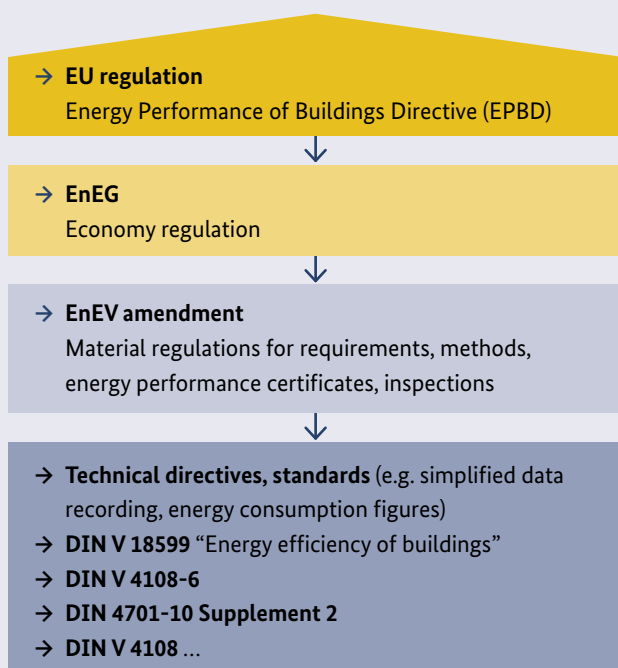 → EU regulation
Energy Performance of Buildings Directive (EPBD)
→ EnEG
Economy regulation
→ EnEV amendment
Material regulations for requirements, methods,
energy performance certificates, inspections
→ Technical directives, standards (e.g. simplified data
recording, energy consumption figures)
→ DIN V 18599 “Energy efficiency of buildings”
→ DIN V 4108-6
→ DIN 4701-10 Supplement 2
→ DIN V 4108 ...